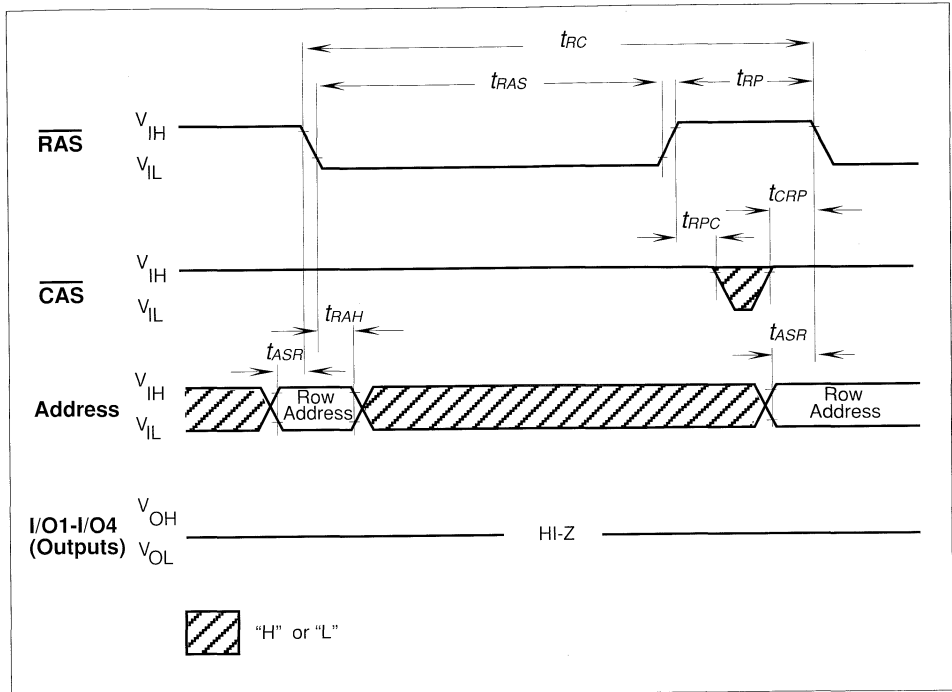 tRC
tRAS
tRP
RAS
VIH
VIL
tRPC
tCRP
CAS
VIH
VIL
tRAH
tASR
tASR
Address
VIH
VIL
Row
Address
Row
Address
I/O1-I/O4
(Outputs)
VOH
VOL
HI-Z
“H” or “L”